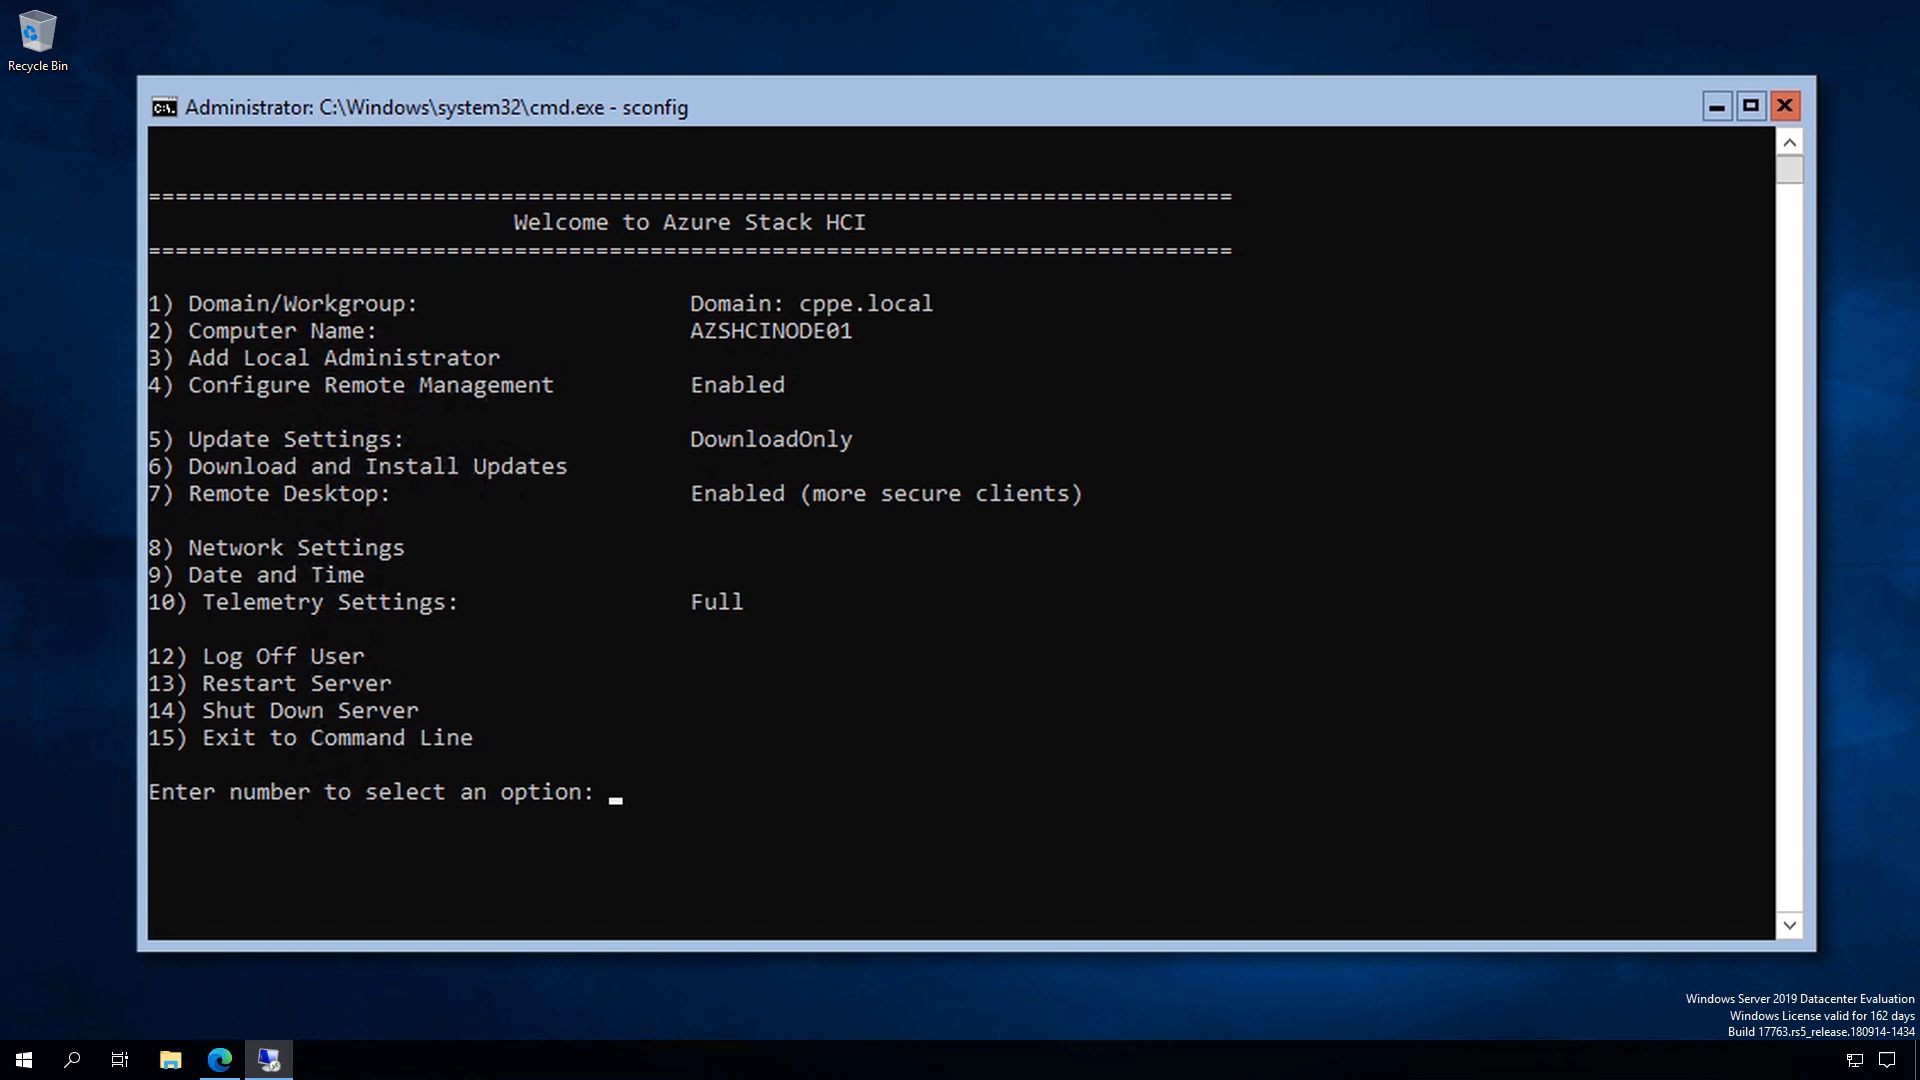 Recycle Bin
Administrator: C:\Windows\system32\cmd.exe - sconfig
================================================================================
Welcome to Azure Stack HCI
================================================================================
1) Domain/Workgroup: Domain: cppe.local
2) Computer Name: AZSHCINODE01
3) Add Local Administrator
4) Configure Remote Management Enabled
5) Update Settings: DownloadOnly
6) Download and Install Updates
7) Remote Desktop: Enabled (more secure clients)
8) Network Settings
9) Date and Time
10) Telemetry Settings: Full
12) Log Off User
13) Restart Server
14) Shut Down Server
15) Exit to Command Line
Enter number to select an option:
Windows Server 2019 Datacenter Evaluation
Windows License valid for 162 days
Build 17763.rs5_release.180914-1434